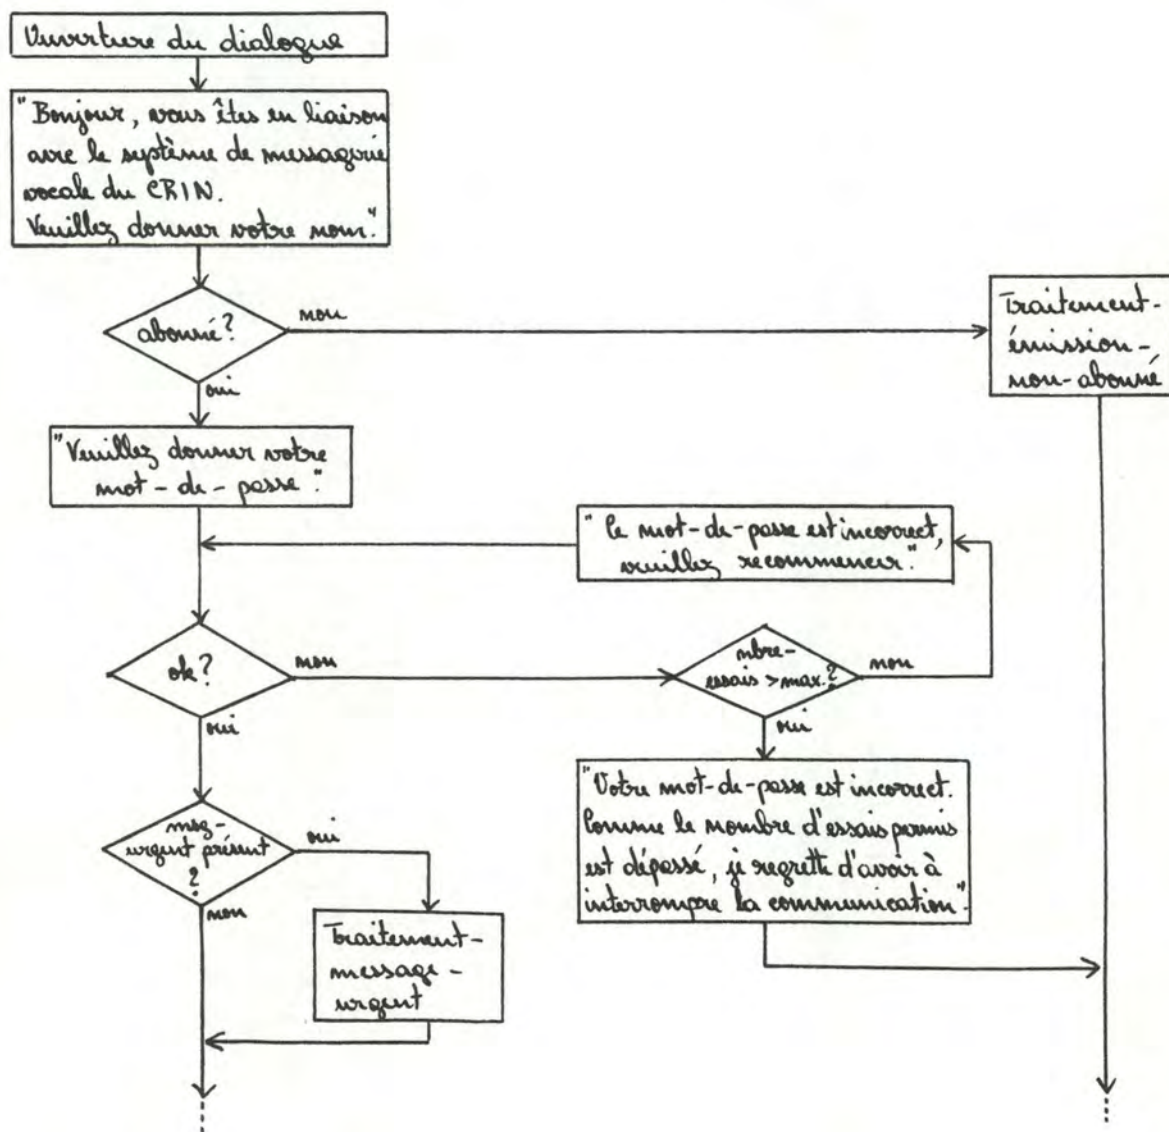 Ouverture du dialogue
"Bonjour, vous êtes en liaison
avec le système de messagerie
vocale du CRIN.
Veuillez donner votre nom."
abonné?
non
oui
Traitement-
émission-
non-abonné
"Veuillez donner votre
mot-de-passe".
"le mot-de-passe est incorrect,
veuillez recommencer."
ok?
non
oui
nbre-
essais > max.?
non
oui
"Votre mot-de-passe est incorrect.
Comme le nombre d'essais permis
est dépassé, je regrette d'avoir à
interrompre la communication".
msg-
urgent présent
?
oui
non
Traitement-
message-
urgent